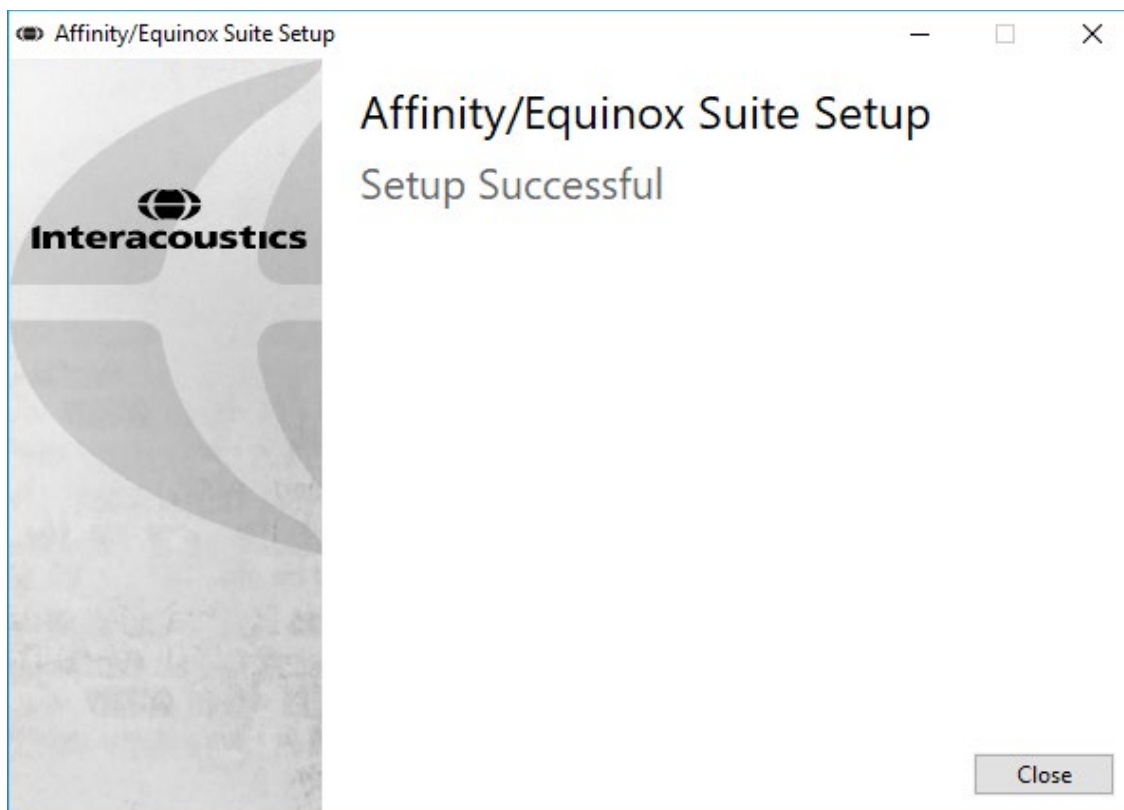 Affinity/Equinox Suite Setup
Interacoustics
Affinity/Equinox Suite Setup
Setup Successful
Close